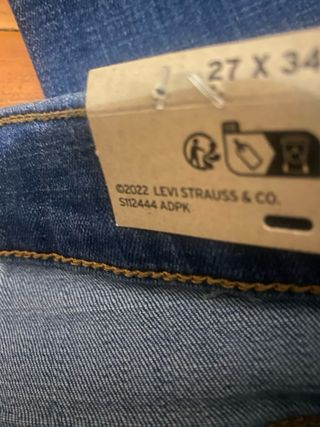 27 X 34
©2022 LEVI STRAUSS & CO.
S112444 ADPK